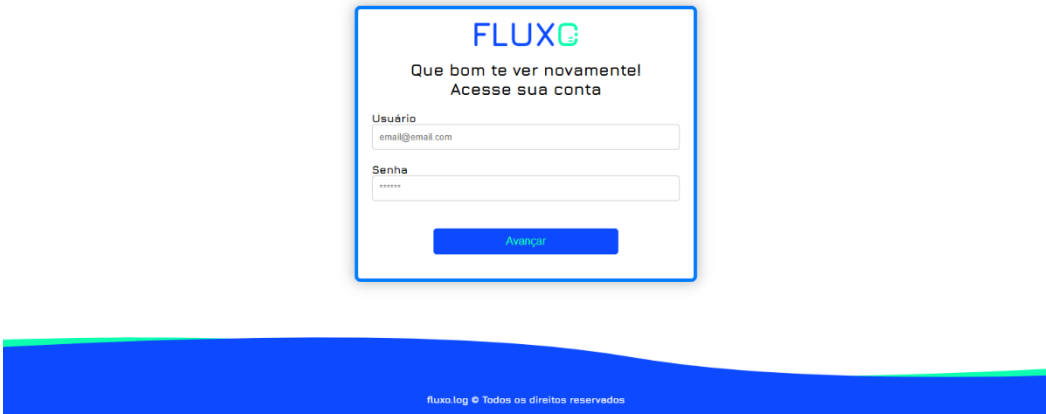 FLUXO
Que bom te ver novamente!
Acesse sua conta
Usuário
email@email.com
Senha
******
Avançar
fluxo.log © Todos os direitos reservados